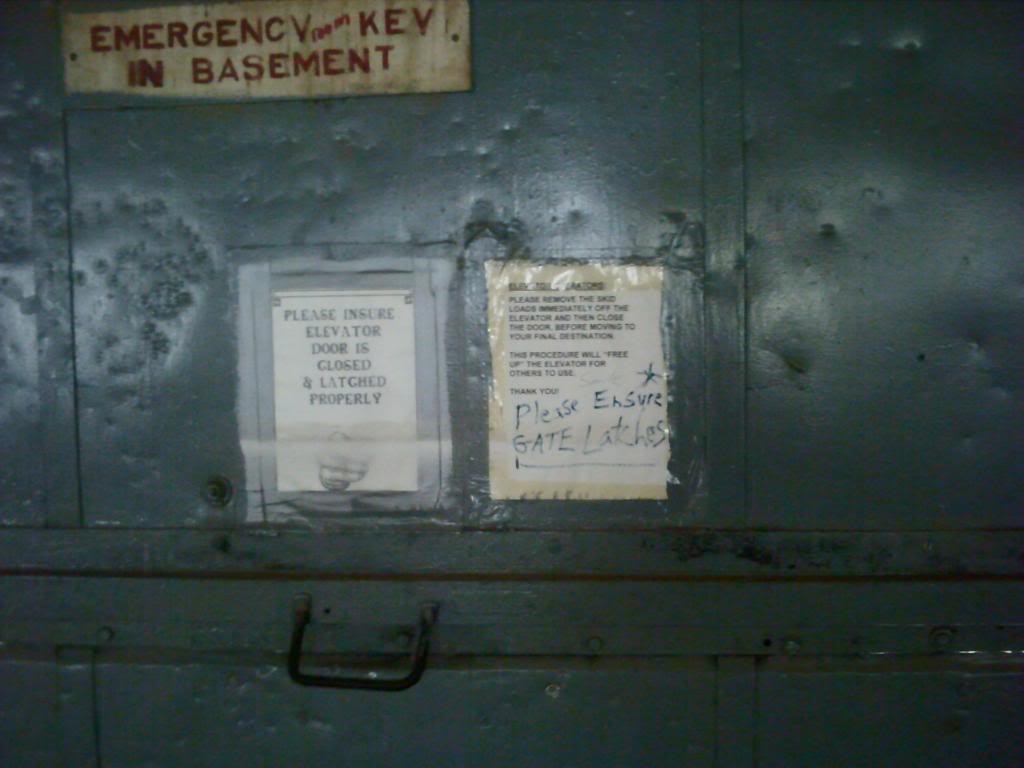 EMERGENCY KEY
IN BASEMENT
PLEASE INSURE
ELEVATOR
DOOR IS
CLOSED
& LATCHED
PROPERLY
PLEASE REMOVE THE SKID
LOADS IMMEDIATELY OFF THE
ELEVATOR AND THEN CLOSE
THE DOOR, BEFORE MOVING TO
YOUR FINAL DESTINATION.
THIS PROCEDURE WILL "FREE
UP" THE ELEVATOR FOR
OTHERS TO USE.
THANK YOU!
Please Ensure
GATE Latches